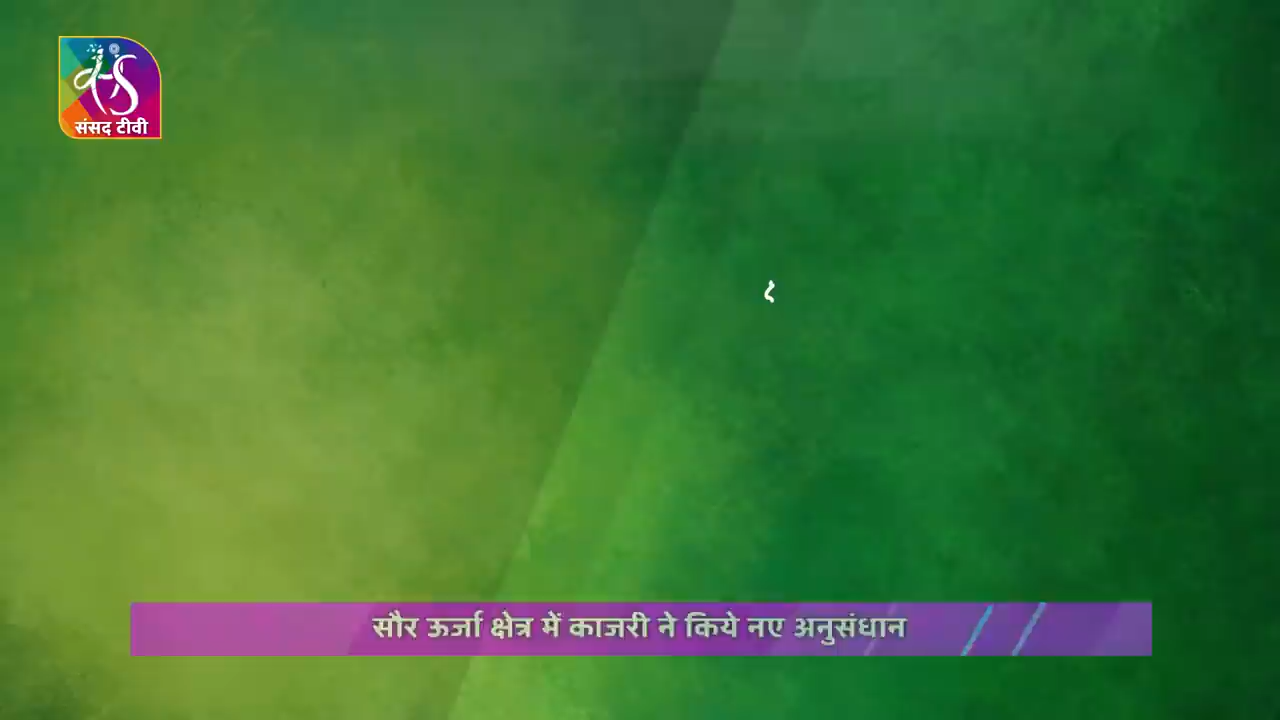 संसद टीवी
सौर ऊर्जा क्षेत्र में काजरी ने किये नए अनुसंधान